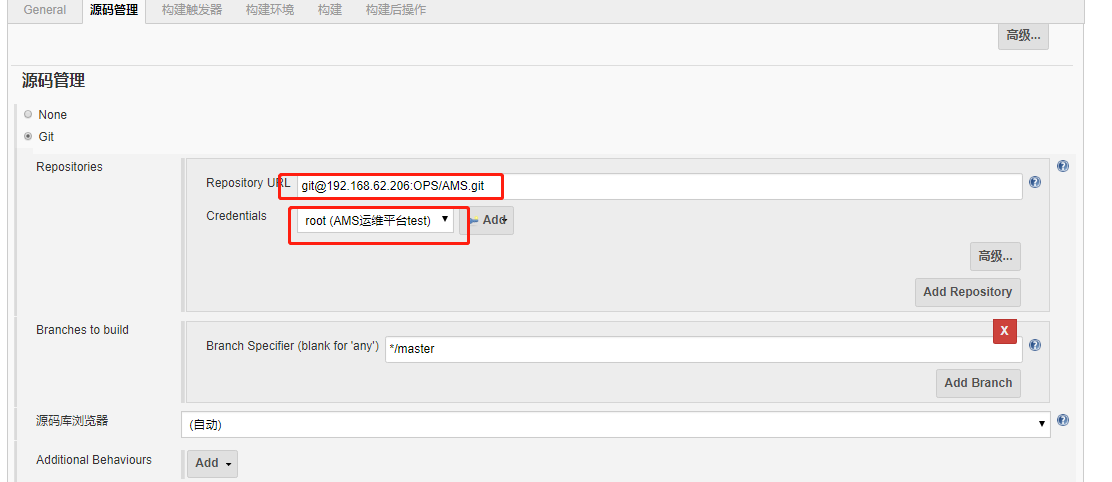 General 源码管理 构建触发器 构建环境 构建 构建后操作
高级...
源码管理
None
Git
Repositories
Repository URL git@192.168.62.206:OPS/AMS.git
Credentials root (AMS运维平台test) Add
高级...
Add Repository
Branches to build
X
Branch Specifier (blank for 'any') */master
Add Branch
源码库浏览器 (自动)
Additional Behaviours Add